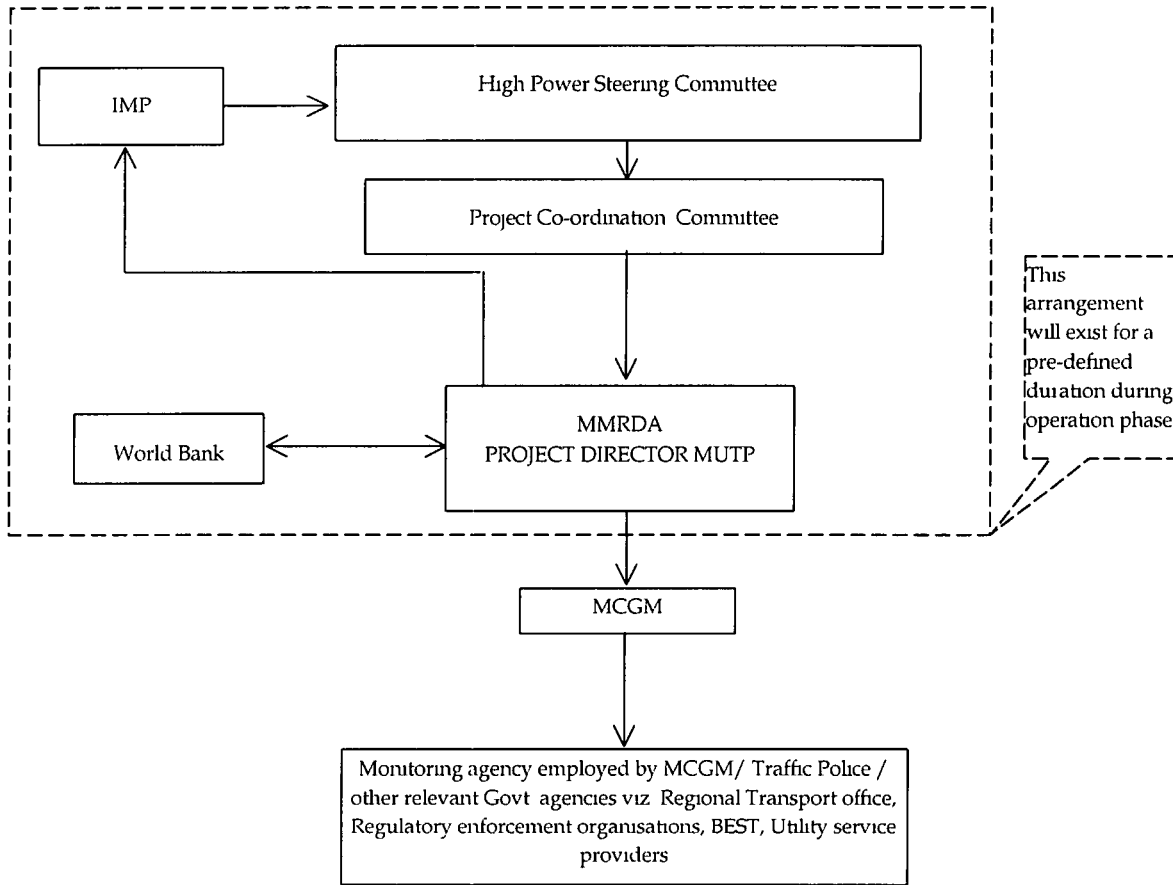 High Power Steering Committee
IMP
Project Co-ordination Committee
This
arrangement
will exist for a
pre-defined
duration during
operation phase
MMRDA
PROJECT DIRECTOR MUTP
World Bank
MCGM
Monitoring agency employed by MCGM/ Traffic Police /
other relevant Govt agencies viz Regional Transport office,
Regulatory enforcement organisations, BEST, Utility service
providers